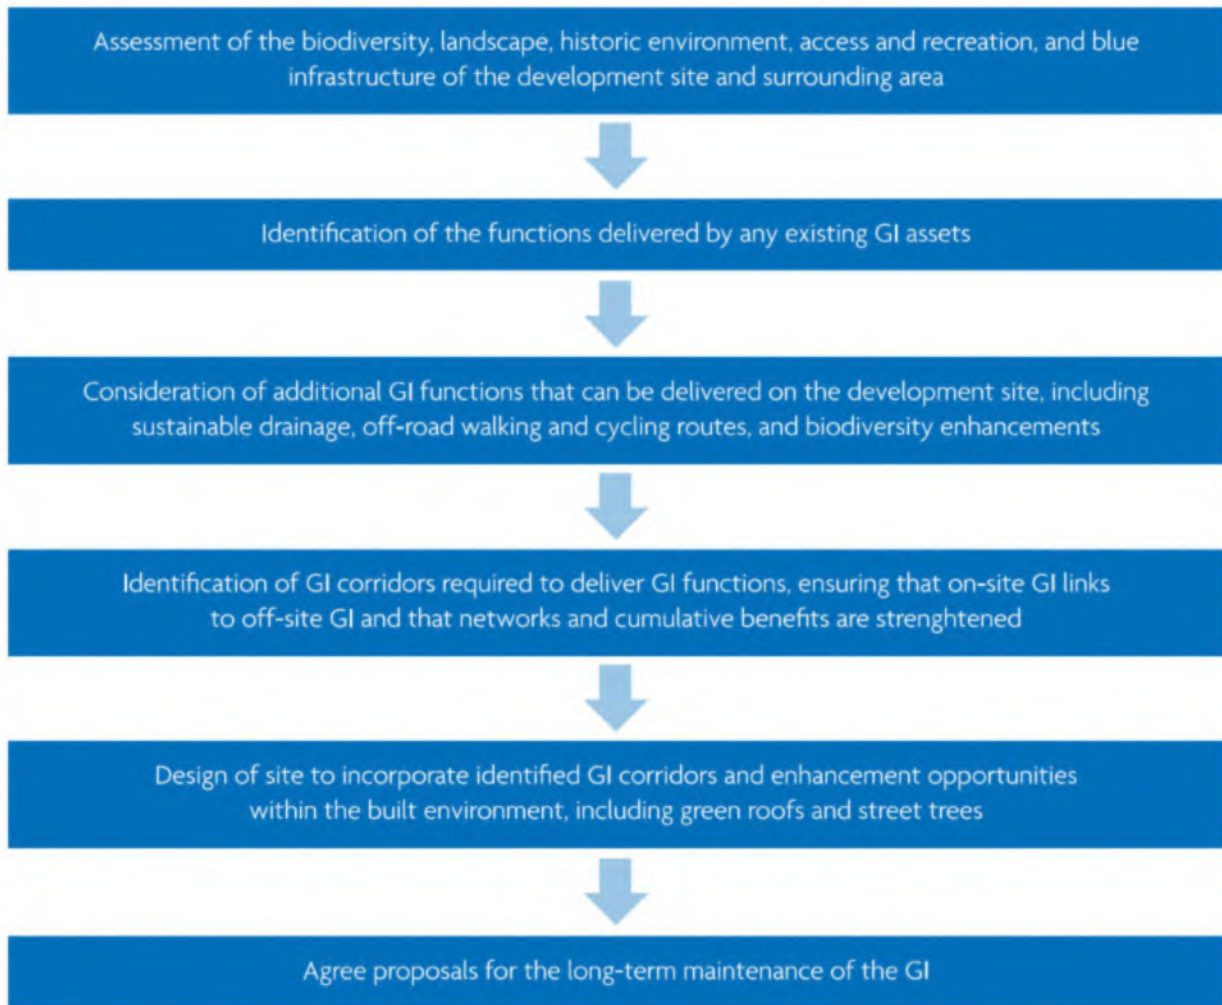 Assessment of the biodiversity, landscape, historic environment, access and recreation, and blue
infrastructure of the development site and surrounding area
Identification of the functions delivered by any existing GI assets
Consideration of additional GI functions that can be delivered on the development site, including
sustainable drainage, off-road walking and cycling routes, and biodiversity enhancements
Identification of GI corridors required to deliver GI functions, ensuring that on-site GI links
to off-site GI and that networks and cumulative benefits are strenghtened
Design of site to incorporate identified GI corridors and enhancement opportunities
within the built environment, including green roofs and street trees
Agree proposals for the long-term maintenance of the GI